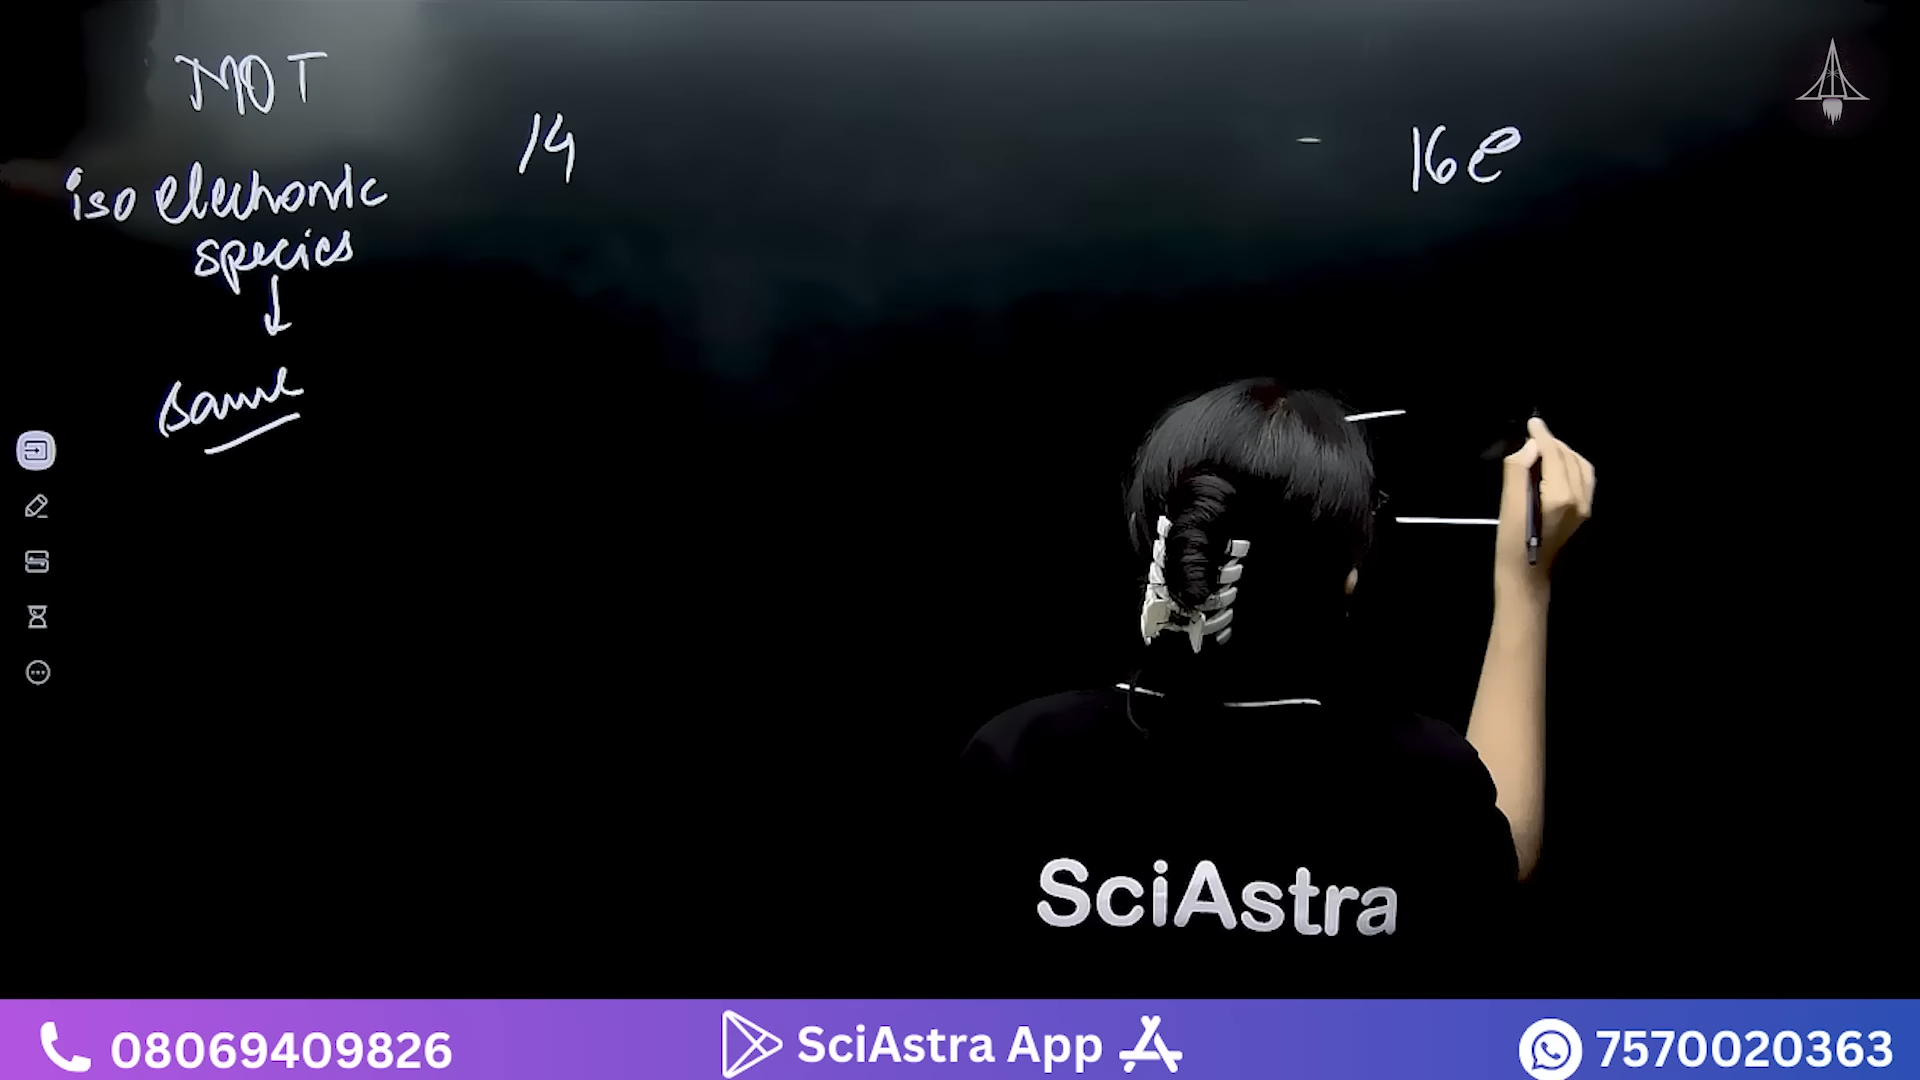 MOT
14
16e
iso electronic
species
same
SciAstra
08069409826
SciAstra App
7570020363